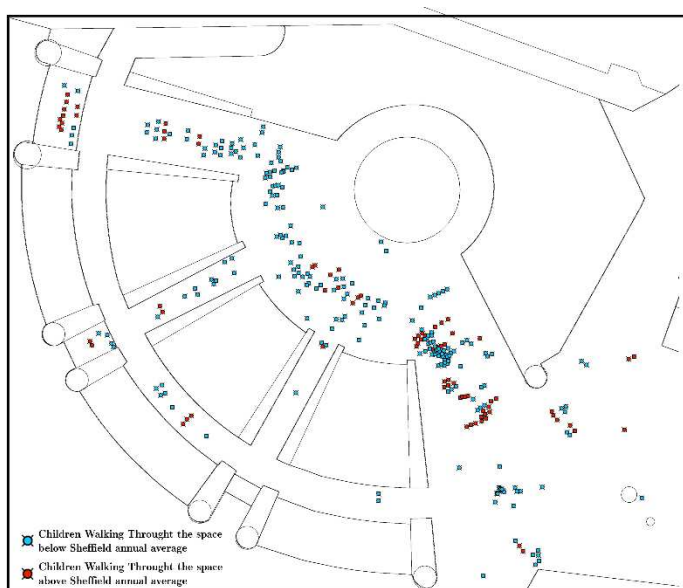 Children Walking Throught the space
below Sheffield annual average
Children Walking Throught the space
above Sheffield annual average